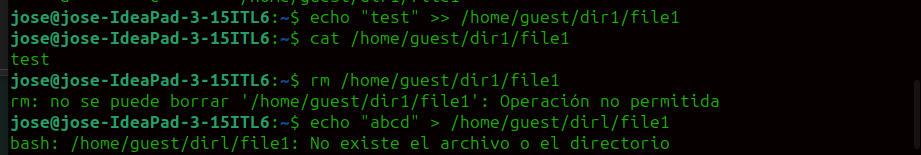 jose@jose-IdeaPad-3-15ITL6:~$ echo "test" >> /home/guest/dir1/file1
jose@jose-IdeaPad-3-15ITL6:~$ cat /home/guest/dir1/file1
test
jose@jose-IdeaPad-3-15ITL6:~$ rm /home/guest/dir1/file1
rm: no se puede borrar '/home/guest/dir1/file1': Operación no permitida
jose@jose-IdeaPad-3-15ITL6:~$ echo "abcd" > /home/guest/dirl/file1
bash: /home/guest/dirl/file1: No existe el archivo o el directorio